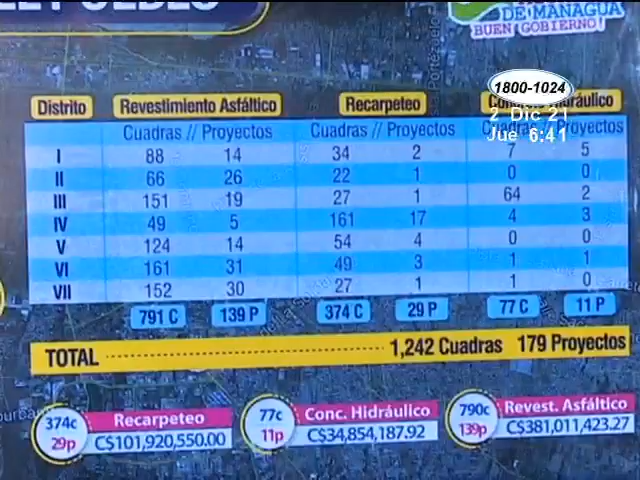 DE MANAGUA
BUEN GOBIERNO!
1800-1024
2 Dic 21
Jue 6:41
Distrito Revestimiento Asfáltico Recarpeteo
Cuadras // Proyectos Cuadras // Proyectos Cuadras // Proyectos
I 88 14 34 2 7 5
II 66 26 22 1 0 0
III 151 19 27 1 64 2
IV 49 5 161 17 4 3
V 124 14 54 4 0 0
VI 161 31 49 3 1 1
VII 152 30 27 1 1 0
791 C 139 P 374 C 29 P 77 C 11 P
TOTAL 1,242 Cuadras 179 Proyectos
374c 29p Recarpeteo C$101,920,550.00
77c 11p Conc. Hidráulico C$34,854,187.92
790c 139p Revest. Asfáltico C$381,011,423.27